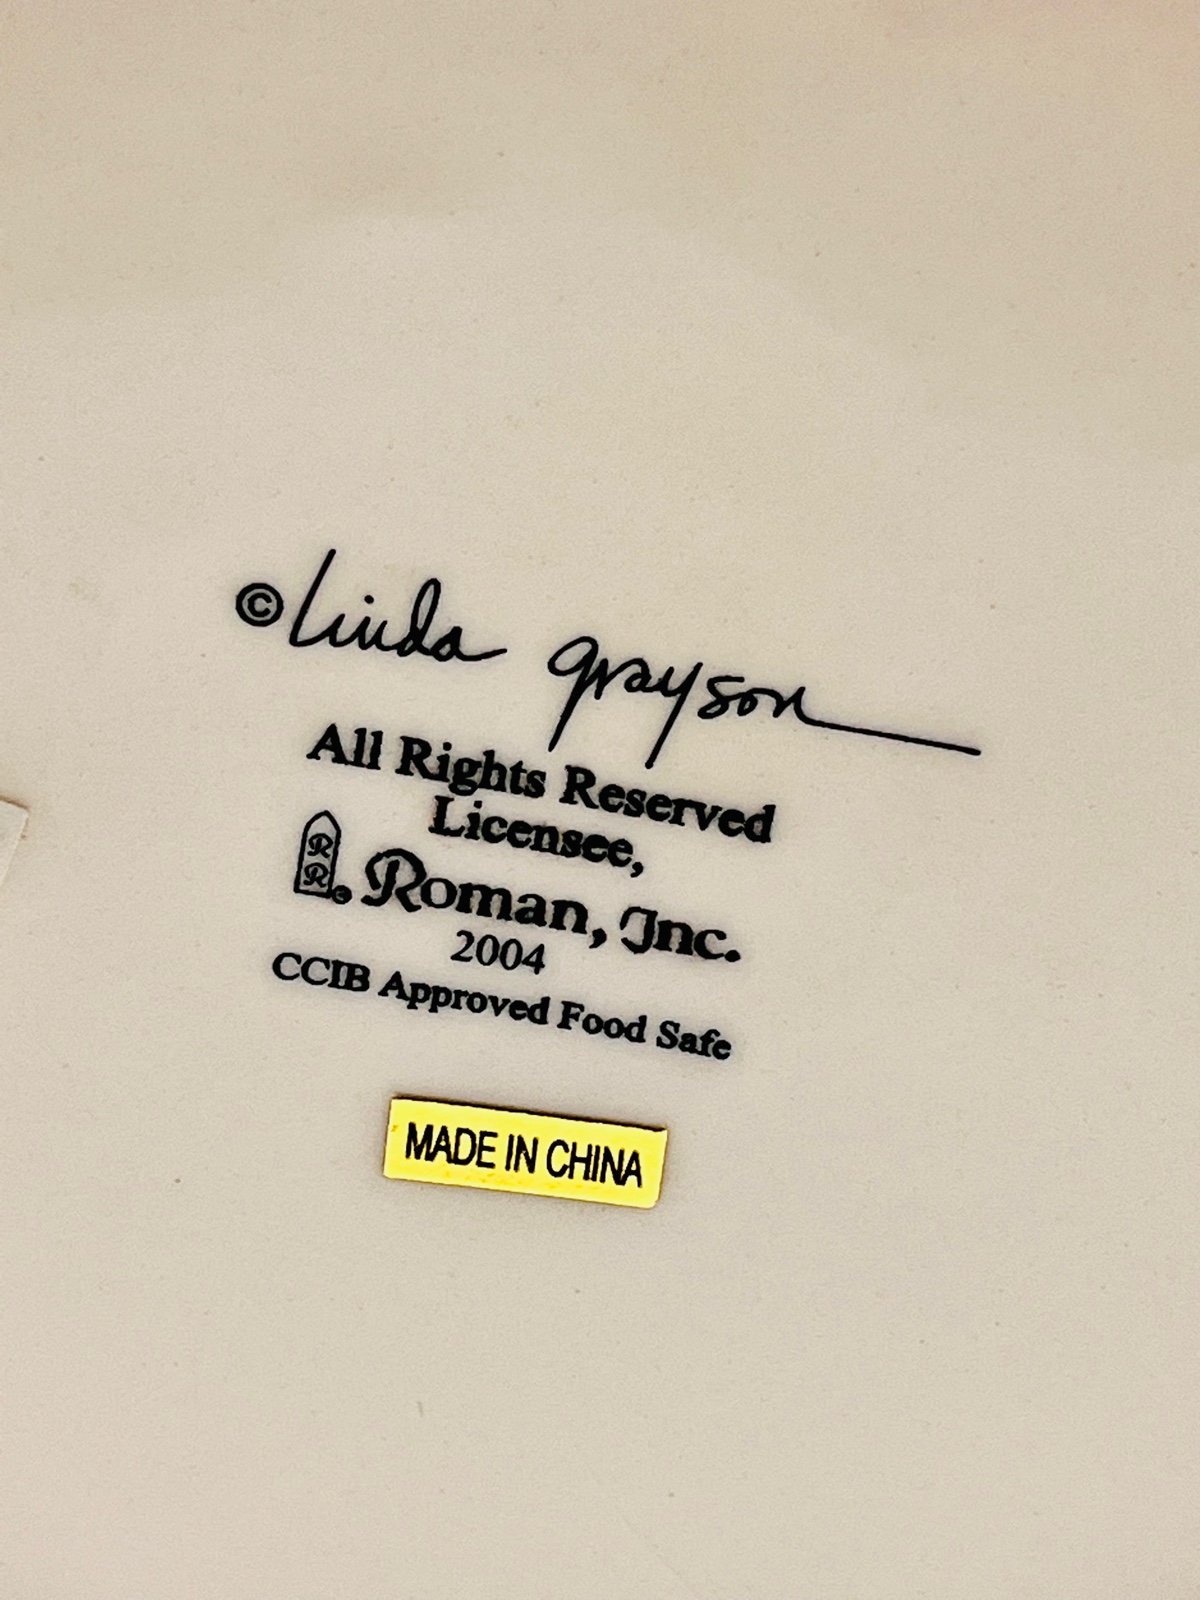 © Linda Grayson
All Rights Reserved
Licensee,
R R ® Roman, Inc.
2004
CCIB Approved Food Safe
MADE IN CHINA